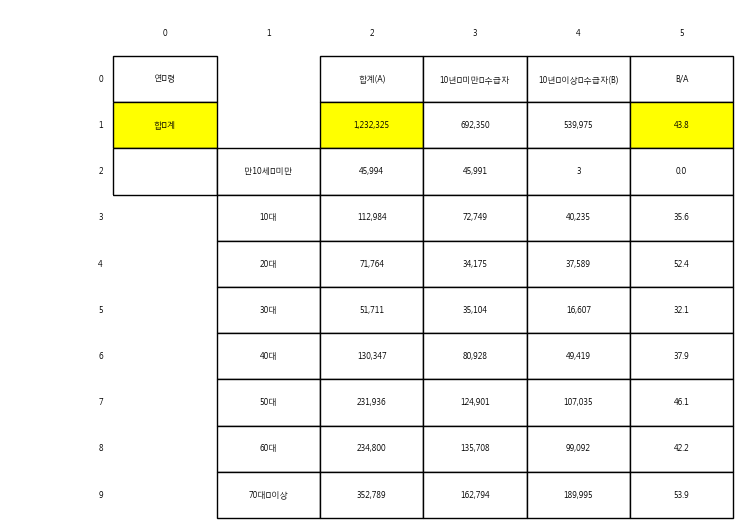 0 1 2 3 4 5
0 연□령 합계(A) 10년□미만□수급자 10년□이상□수급자(B) B/A
1 합□계 1,232,325 692,350 539,975 43.8
2 만10세□미만 45,994 45,991 3 0.0
3 10대 112,984 72,749 40,235 35.6
4 20대 71,764 34,175 37,589 52.4
5 30대 51,711 35,104 16,607 32.1
6 40대 130,347 80,928 49,419 37.9
7 50대 231,936 124,901 107,035 46.1
8 60대 234,800 135,708 99,092 42.2
9 70대□이상 352,789 162,794 189,995 53.9